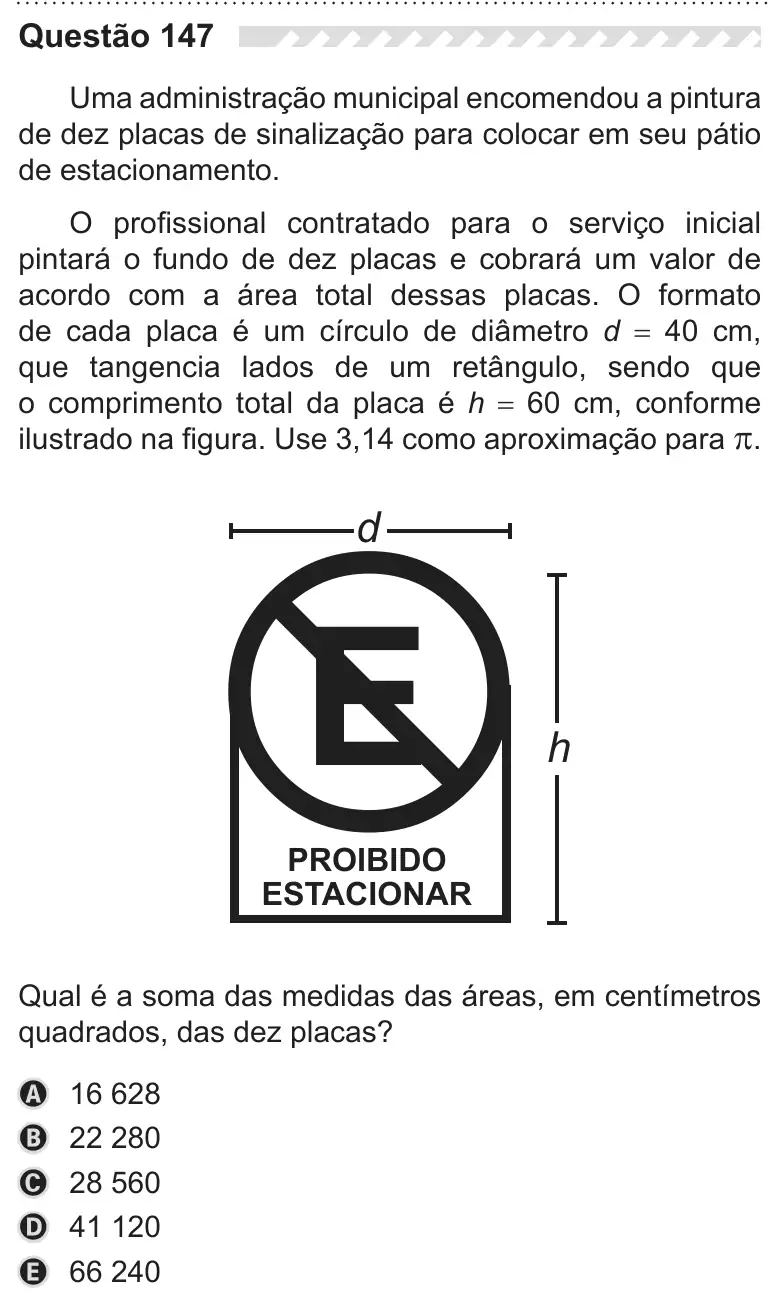 Questão 147
Uma administração municipal encomendou a pintura
de dez placas de sinalização para colocar em seu pátio
de estacionamento.
O profissional contratado para o serviço inicial
pintará o fundo de dez placas e cobrará um valor de
acordo com a área total dessas placas. O formato
de cada placa é um círculo de diâmetro d = 40 cm,
que tangencia lados de um retângulo, sendo que
o comprimento total da placa é h = 60 cm, conforme
ilustrado na figura. Use 3,14 como aproximação para π.
d
E
h
PROIBIDO
ESTACIONAR
Qual é a soma das medidas das áreas, em centímetros
quadrados, das dez placas?
A 16 628
B 22 280
C 28 560
D 41 120
E 66 240